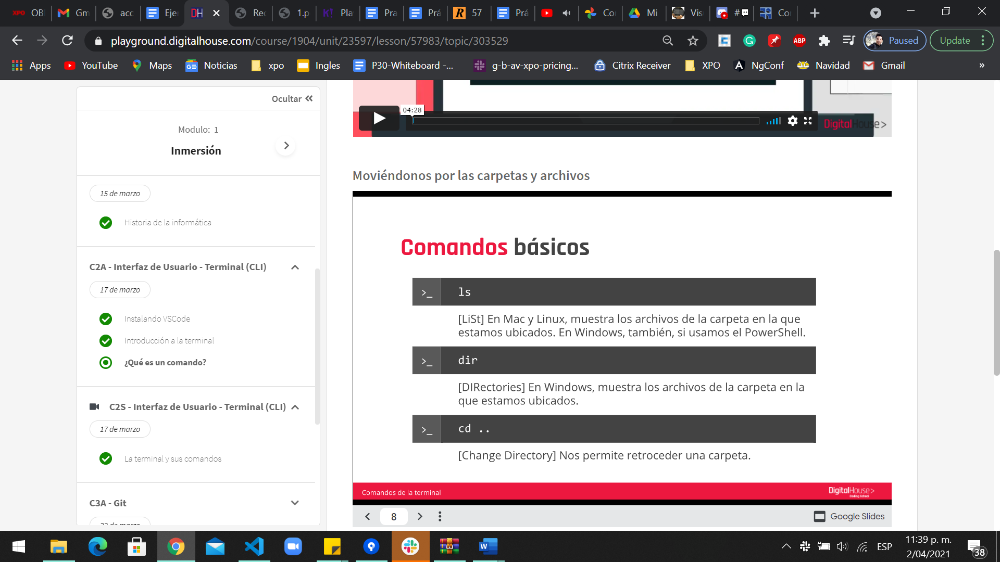 OB
Gm
acc
Eje
DH
Rec
1.p
Pla
Pra
Prá
57
Prá
Co
Mi
Vis
#
Co
playground.digitalhouse.com/course/1904/unit/23597/lesson/57983/topic/303529
ABP
Paused
Update
Apps
YouTube
Maps
Noticias
xpo
Ingles
P30-Whiteboard -...
g-b-av-xpo-pricing...
Citrix Receiver
XPO
NgConf
Navidad
Gmail
»
Ocultar
Modulo: 1
Inmersión
15 de marzo
Historia de la informática
C2A - Interfaz de Usuario - Terminal (CLI)
17 de marzo
Instalando VSCode
Introducción a la terminal
¿Qué es un comando?
C2S - Interfaz de Usuario - Terminal (CLI)
17 de marzo
La terminal y sus comandos
C3A - Git
04:28
DigitalHouse>
Moviéndonos por las carpetas y archivos
Comandos básicos
>_ ls
[LiSt] En Mac y Linux, muestra los archivos de la carpeta en la que
estamos ubicados. En Windows, también, si usamos el PowerShell.
>_ dir
[DIRectories] En Windows, muestra los archivos de la carpeta en la
que estamos ubicados.
>_ cd ..
[Change Directory] Nos permite retroceder una carpeta.
Comandos de la terminal
DigitalHouse>
Coding School
8
Google Slides
ESP
11:39 p. m.
2/04/2021
38